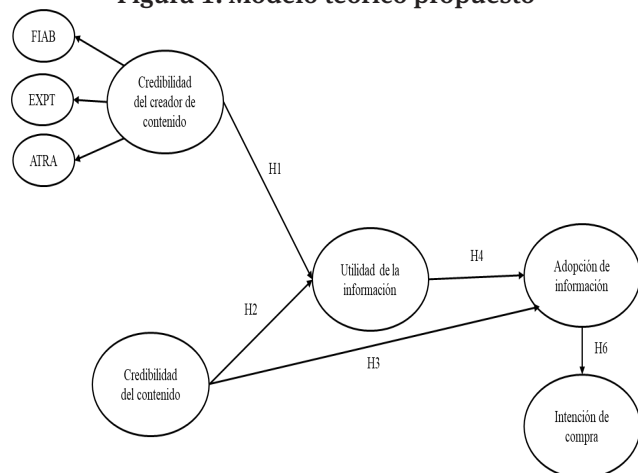 Figura 1. Modelo teórico propuesto
FIAB
EXPT
ATRA
Credibilidad
del creador de
contenido
H1
Utilidad de la
información
H4
Adopción de
información
H2
H3
H6
Credibilidad
del contenido
Intención de
compra